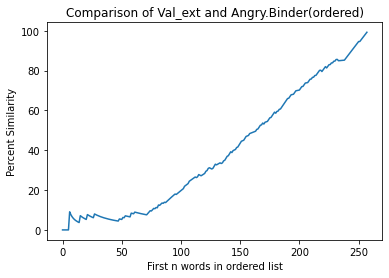 Comparison of Val_ext and Angry.Binder(ordered)
Percent Similarity
100
80
60
40
20
0
0 50 100 150 200 250
First n words in ordered list